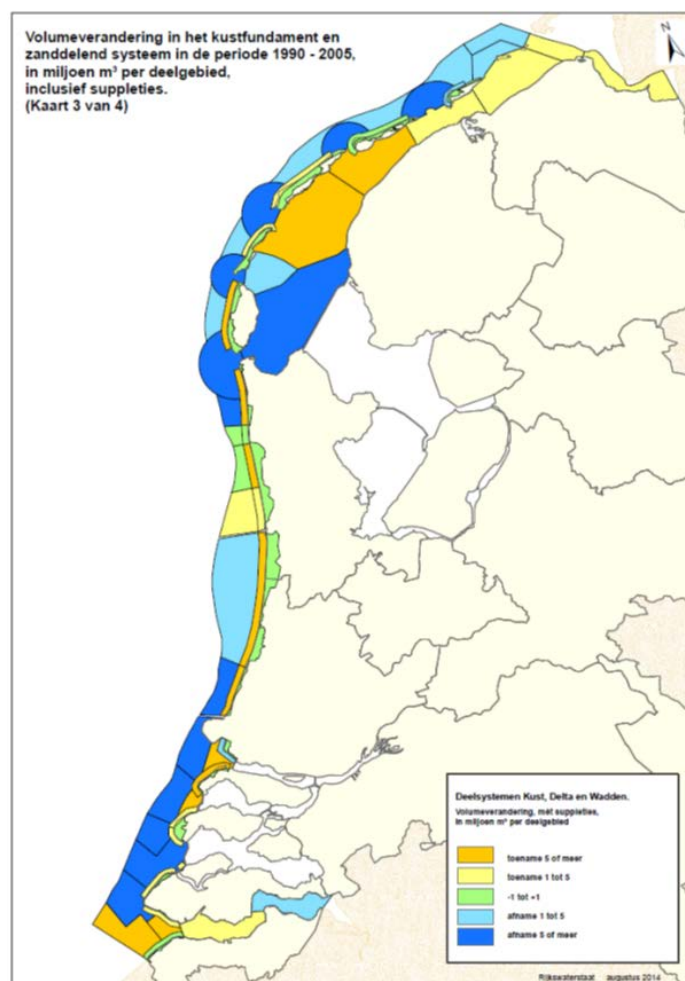 Volumeverandering in het kustfundament en
zanddelend systeem in de periode 1990 - 2005,
in miljoen m³ per deelgebied,
inclusief suppleties.
(Kaart 3 van 4)
N
Deelsystemen Kust, Delta en Wadden.
Volumeverandering, mét suppleties,
in miljoen m³ per deelgebied
toename 5 of meer
toename 1 tot 5
-1 tot +1
afname 1 tot 5
afname 5 of meer
Rijkswaterstaat augustus 2014